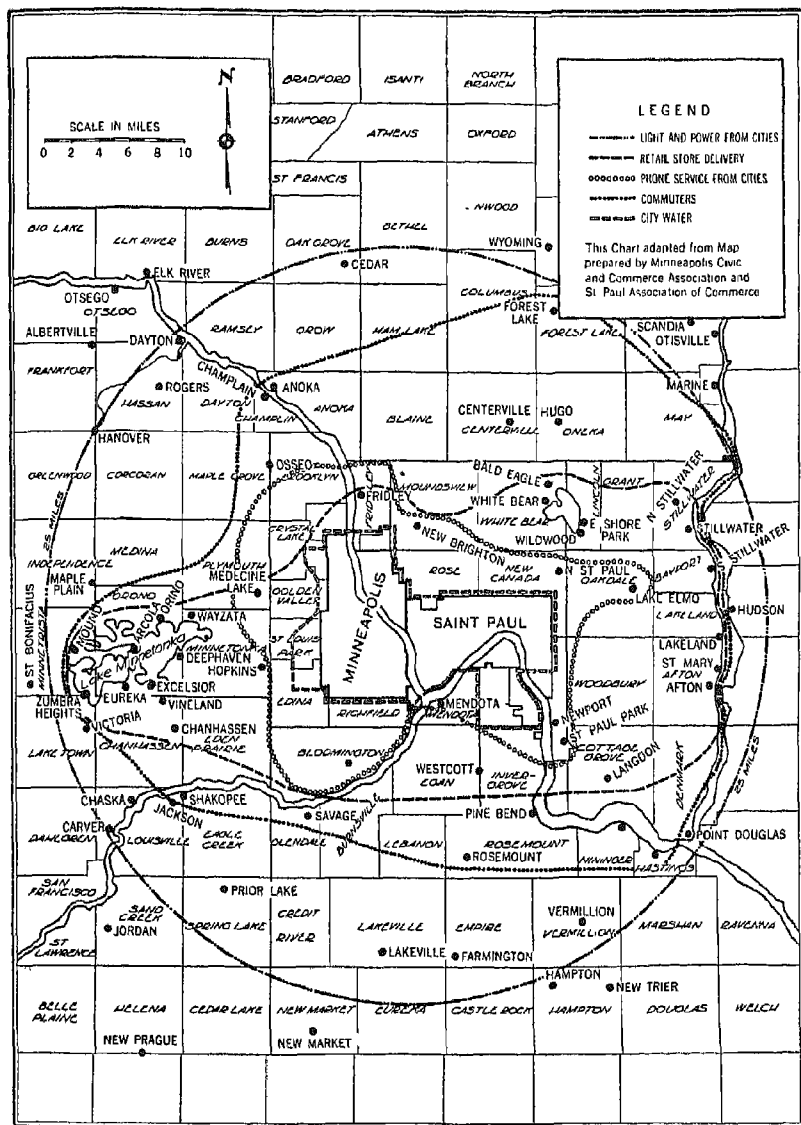 N
SCALE IN MILES
0 2 4 6 8 10
LEGEND
LIGHT AND POWER FROM CITIES
RETAIL STORE DELIVERY
PHONE SERVICE FROM CITIES
COMMUTERS
CITY WATER
This Chart adapted from Map
prepared by Minneapolis Civic
and Commerce Association and
St. Paul Association of Commerce
BRADFORD
ISANTI
NORTH
BRANCH
STANFORD
ATHENS
OXFORD
ST FRANCIS
BETHEL
BIG LAKE
ELK RIVER
BURNS
OAK GROVE
CEDAR
WYOMING
ELK RIVER
OTSEGO
OTSEGO
COLUMBUS
FOREST
LAKE
FOREST LAKE
SCANDIA
OTISVILLE
ALBERTVILLE
DAYTON
RAMSLY
GROW
HAM LAKE
FRANKFORT
ROGERS
HASSAN
DAYTON
CHAMPLAIN
CHAMPLIN
ANOKA
ANOKA
BLAINE
CENTERVILLE
CENTERVILLE
HUGO
ONEKA
MARINE
MAY
HANOVER
GREENWOOD
CORCORAN
MAPLE GROVE
OSSEO
BROOKLYN
FRIDLEY
FRIDLEY
MOUNDSVIEW
BALD EAGLE
WHITE BEAR
WHITE BEAR
LINCOLN
GRANT
N STILLWATER
STILLWATER
STILLWATER
STILLWATER
E SHORE
PARK
WILDWOOD
NEW BRIGHTON
CRYSTAL
LAKE
25 MILES
INDEPENDENCE
MEDINA
PLYMOUTH
MEDECINE
LAKE
GOLDEN
VALLEY
ROSE
NEW
CANADA
N ST PAUL
OAKDALE
BAYPORT
LAKE ELMO
LAKELAND
HUDSON
MAPLE
PLAIN
ORONO
ORINO
ARCOLA
MOUND
WAYZATA
ST BONIFACIUS
MINNETRISTA
Lake Minnetonka
MINNETONKA
DEEPHAVEN
HOPKINS
ST LOUIS
PARK
MINNEAPOLIS
SAINT PAUL
LAKELAND
ST MARY
AFTON
AFTON
WOODBURY
EXCELSIOR
EUREKA
VINELAND
ZUMBRA
HEIGHTS
VICTORIA
EDINA
RICHFIELD
MENDOTA
MENDOTA
NEWPORT
ST PAUL PARK
COTTAGE
GROVE
LANGDON
DENMARK
25 MILES
LAKETOWN
CHANHASSEN
CHANHASSEN
EDEN
PRAIRIE
BLOOMINGTON
WESTCOTT
EGAN
INVER-
GROVE
CHASKA
SHAKOPEE
JACKSON
SAVAGE
BURNSVILLE
PINE BEND
POINT DOUGLAS
CARVER
DAHLGREN
LOUISVILLE
EAGLE
CREEK
GLENDALE
LEBANON
ROSEMOUNT
ROSEMOUNT
NININGER
HASTINGS
SAN
FRANCISCO
SAND
CREEK
JORDAN
PRIOR LAKE
SPRING LAKE
CREDIT
RIVER
LAKEVILLE
LAKEVILLE
EMPIRE
FARMINGTON
VERMILLION
VERMILLION
MARSHAN
RAVENNA
ST
LAWRENCE
HAMPTON
NEW TRIER
BELLE
PLAINE
HELENA
CEDAR LAKE
NEW MARKET
EUREKA
CASTLE ROCK
HAMPTON
DOUGLAS
WELCH
NEW PRAGUE
NEW MARKET